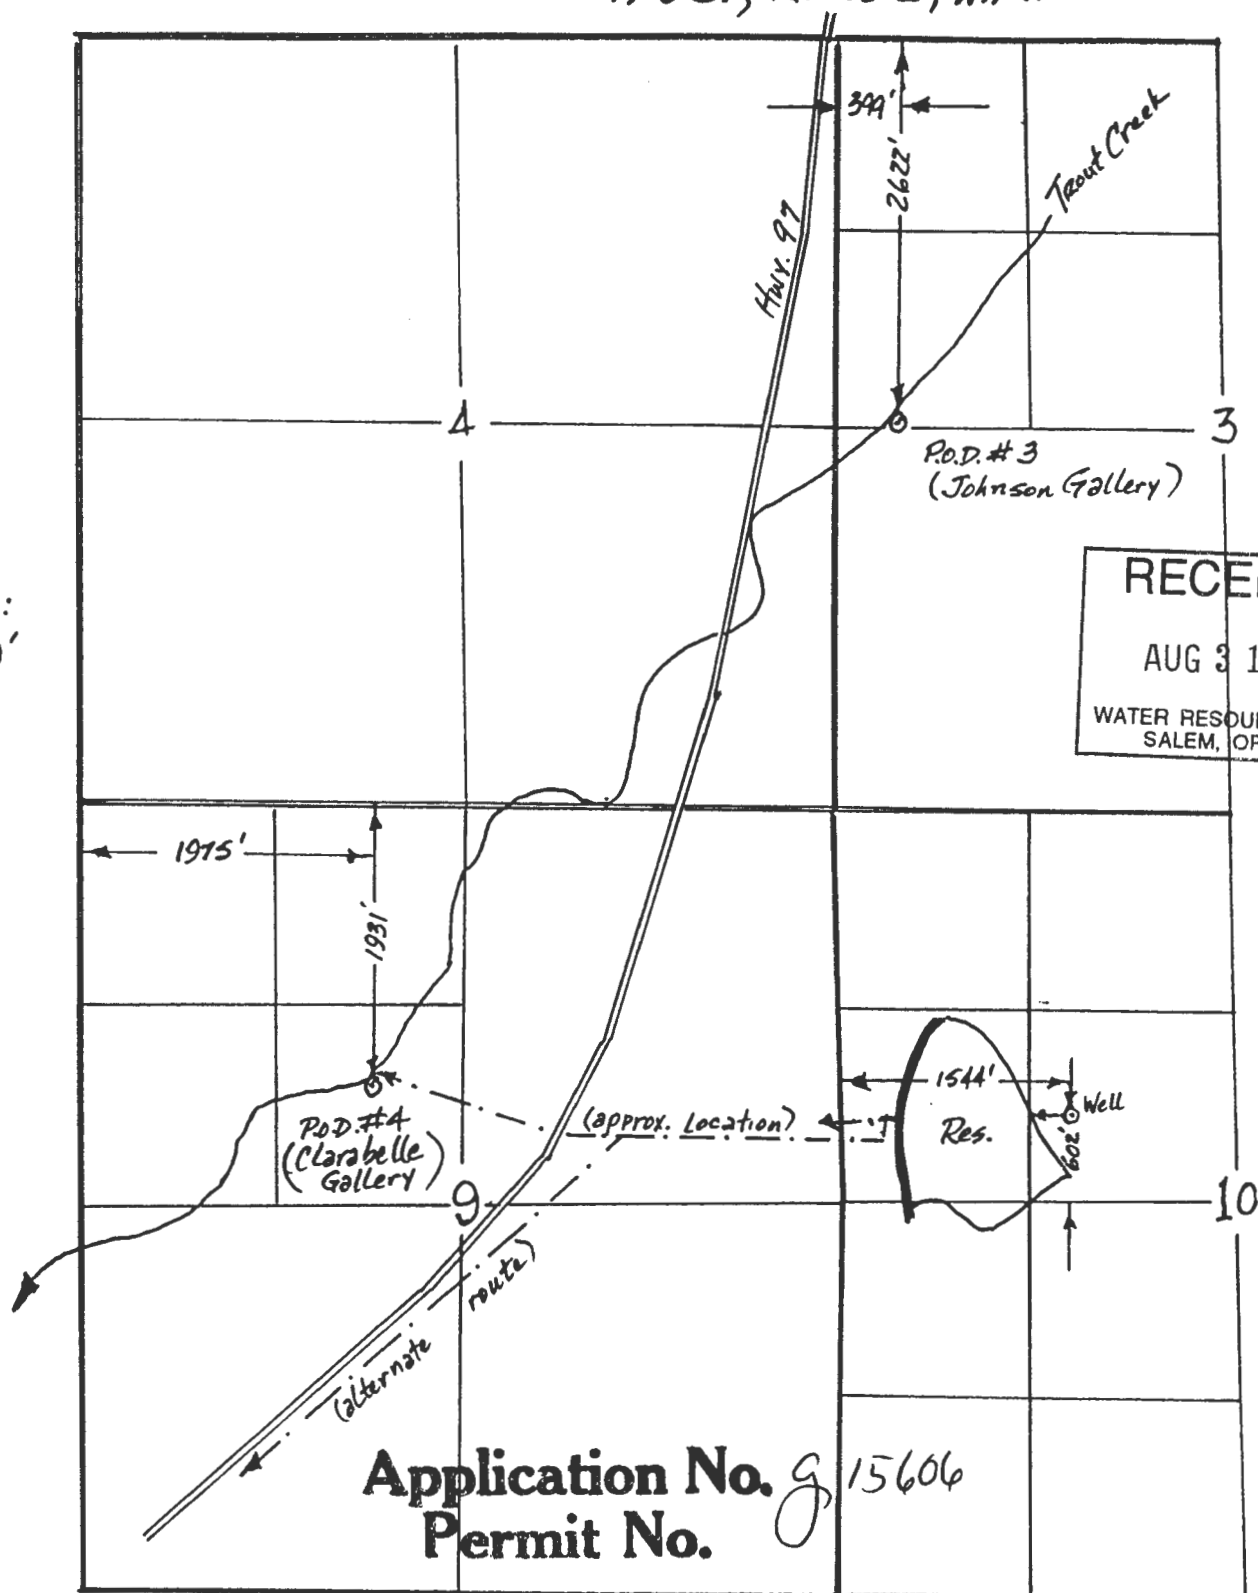 399'
2622'
Trout Creek
Hwy. 97
4
3
P.O.D. #3
(Johnson Gallery)
RECE
AUG 3 1
WATER RESOU
SALEM, OR
1975'
1931'
1544'
Well
(approx. Location)
Res.
602'
P.O.D. #4
(Clarabelle
Gallery)
9
10
(alternate route)
Application No. G 15606
Permit No.